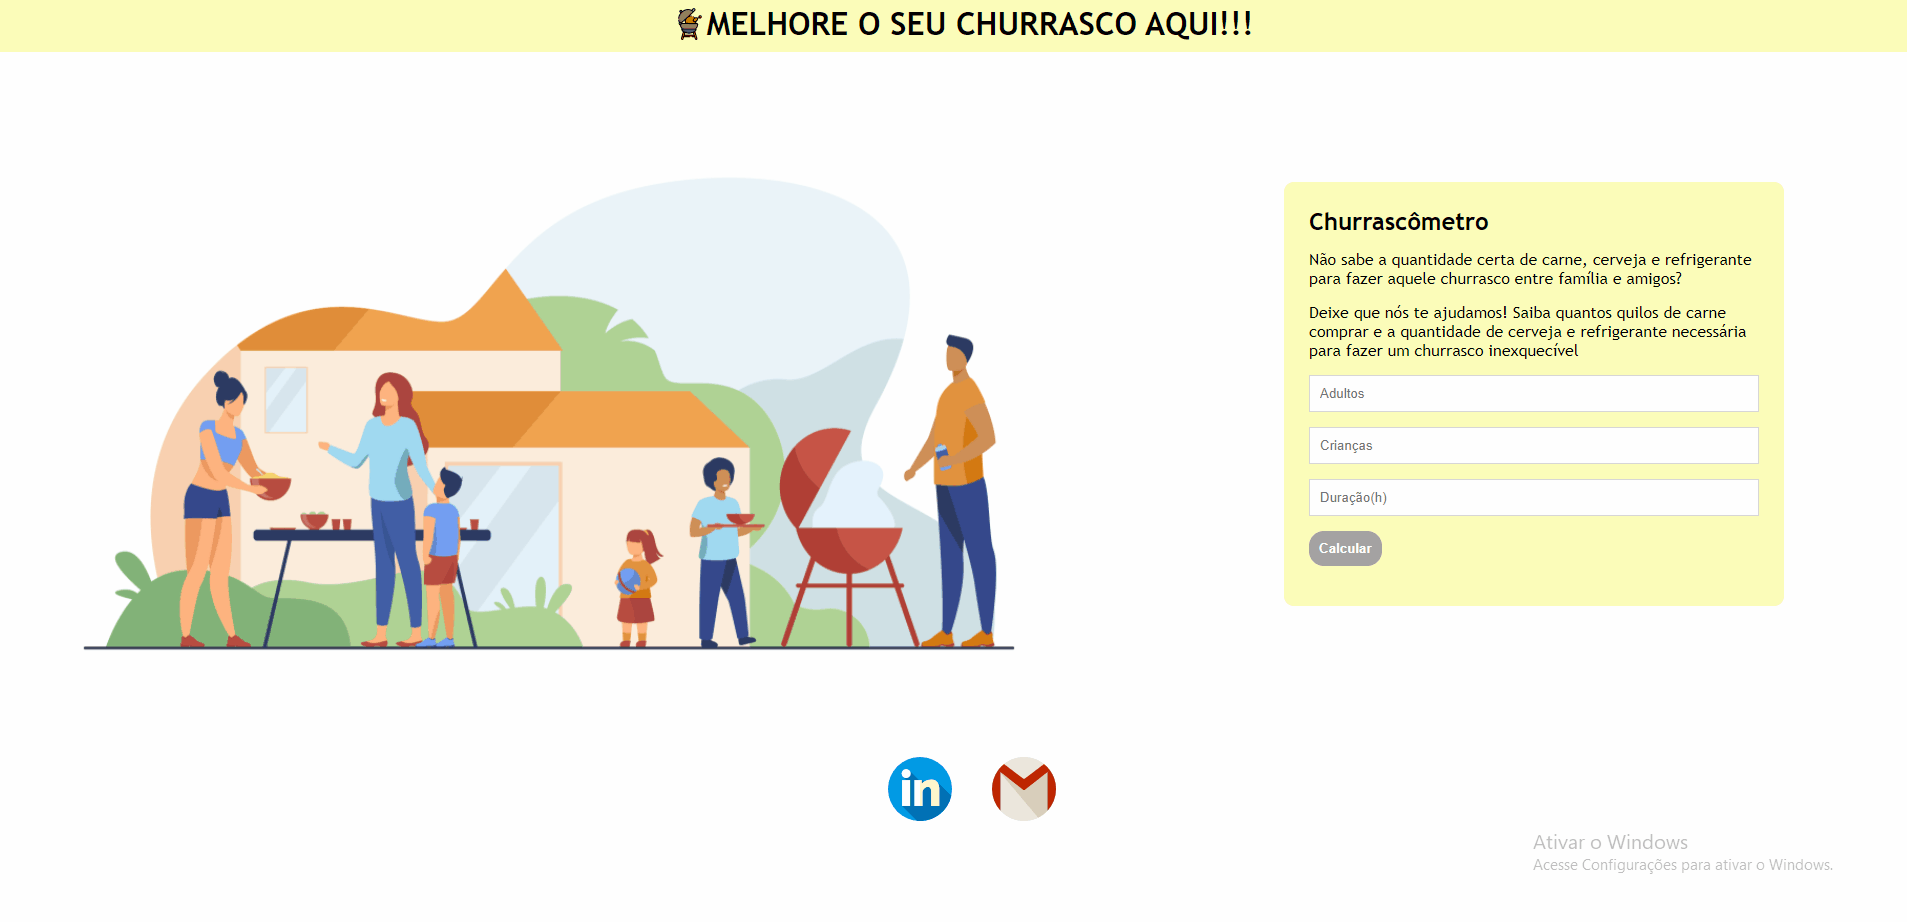 MELHORE O SEU CHURRASCO AQUI!!!
Churrascômetro
Não sabe a quantidade certa de carne, cerveja e refrigerante
para fazer aquele churrasco entre família e amigos?
Deixe que nós te ajudamos! Saiba quantos quilos de carne
comprar e a quantidade de cerveja e refrigerante necessária
para fazer um churrasco inexquecível
Adultos
Crianças
Duração(h)
Calcular
in
Ativar o Windows
Acesse Configurações para ativar o Windows.